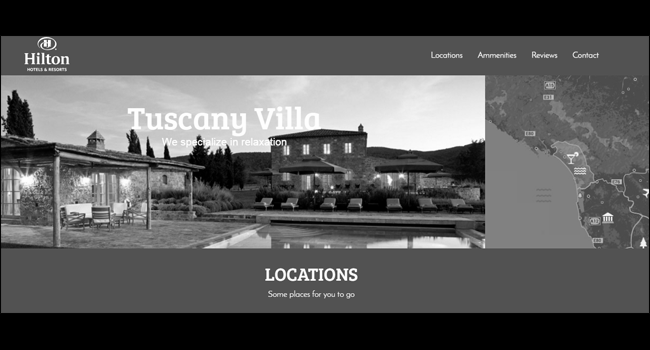 Hilton
HOTELS & RESORTS
Locations
Ammenities
Reviews
Contact
Tuscany Villa
We specialize in relaxation
LOCATIONS
Some places for you to go